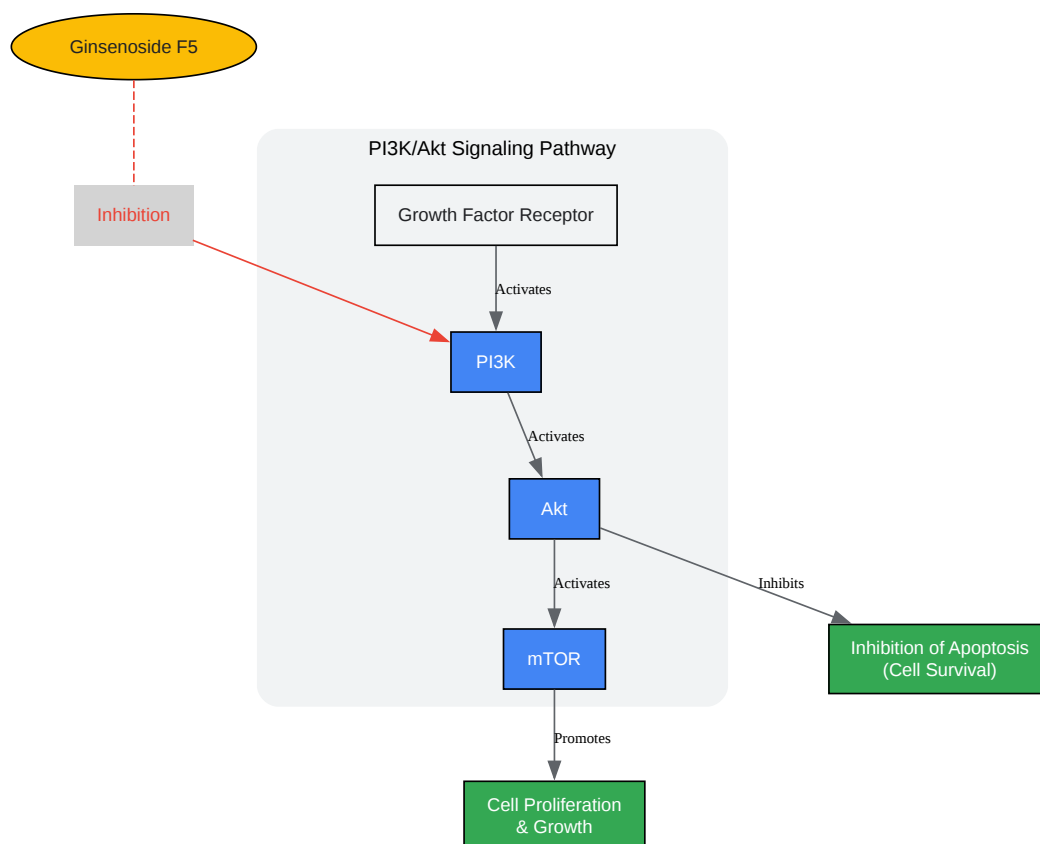 Ginsenoside F5
PI3K/Akt Signaling Pathway
Inhibition
Growth Factor Receptor
Activates
PI3K
Activates
Akt
Activates
Inhibits
mTOR
Inhibition of Apoptosis
(Cell Survival)
Promotes
Cell Proliferation
& Growth